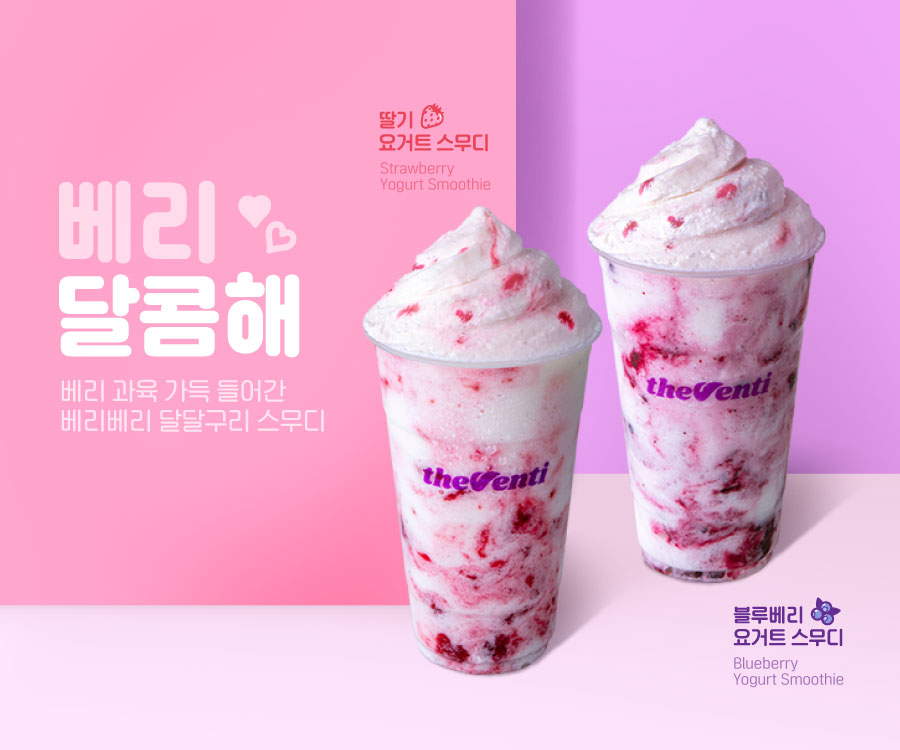 베리
달콤해
베리 과육 가득 들어간
베리베리 달달구리 스무디
딸기
요거트 스무디
Strawberry
Yogurt Smoothie
theVenti
theVenti
블루베리
요거트 스무디
Blueberry
Yogurt Smoothie